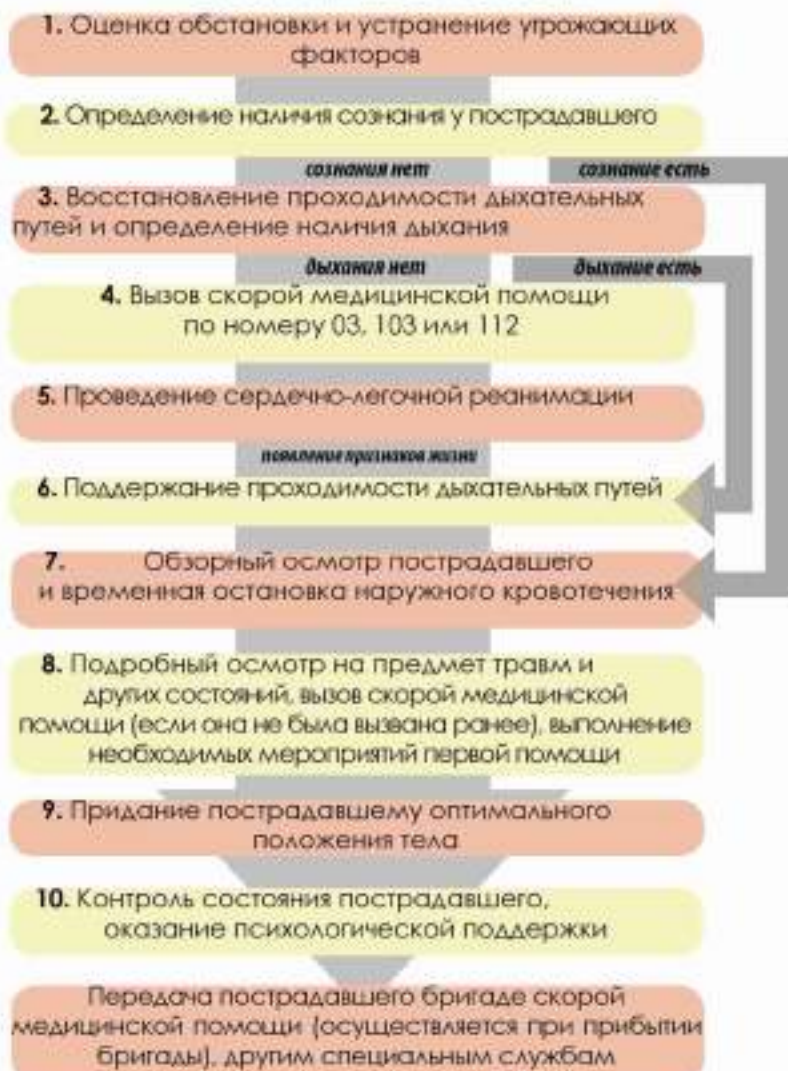 1. Оценка обстановки и устранение угрожающих
факторов
2. Определение наличия сознания у пострадавшего
сознания нет
сознание есть
3. Восстановление проходимости дыхательных
путей и определение наличия дыхания
дыхания нет
дыхание есть
4. Вызов скорой медицинской помощи
по номеру 03, 103 или 112
5. Проведение сердечно-легочной реанимации
появление признаков жизни
6. Поддержание проходимости дыхательных путей
7. Обзорный осмотр пострадавшего
и временная остановка наружного кровотечения
8. Подробный осмотр на предмет травм и
других состояний, вызов скорой медицинской
помощи (если она не была вызвана ранее), выполнение
необходимых мероприятий первой помощи
9. Придание пострадавшему оптимального
положения тела
10. Контроль состояния пострадавшего,
оказание психологической поддержки
Передача пострадавшего бригаде скорой
медицинской помощи (осуществляется при прибытии
бригады), другим специальным службам